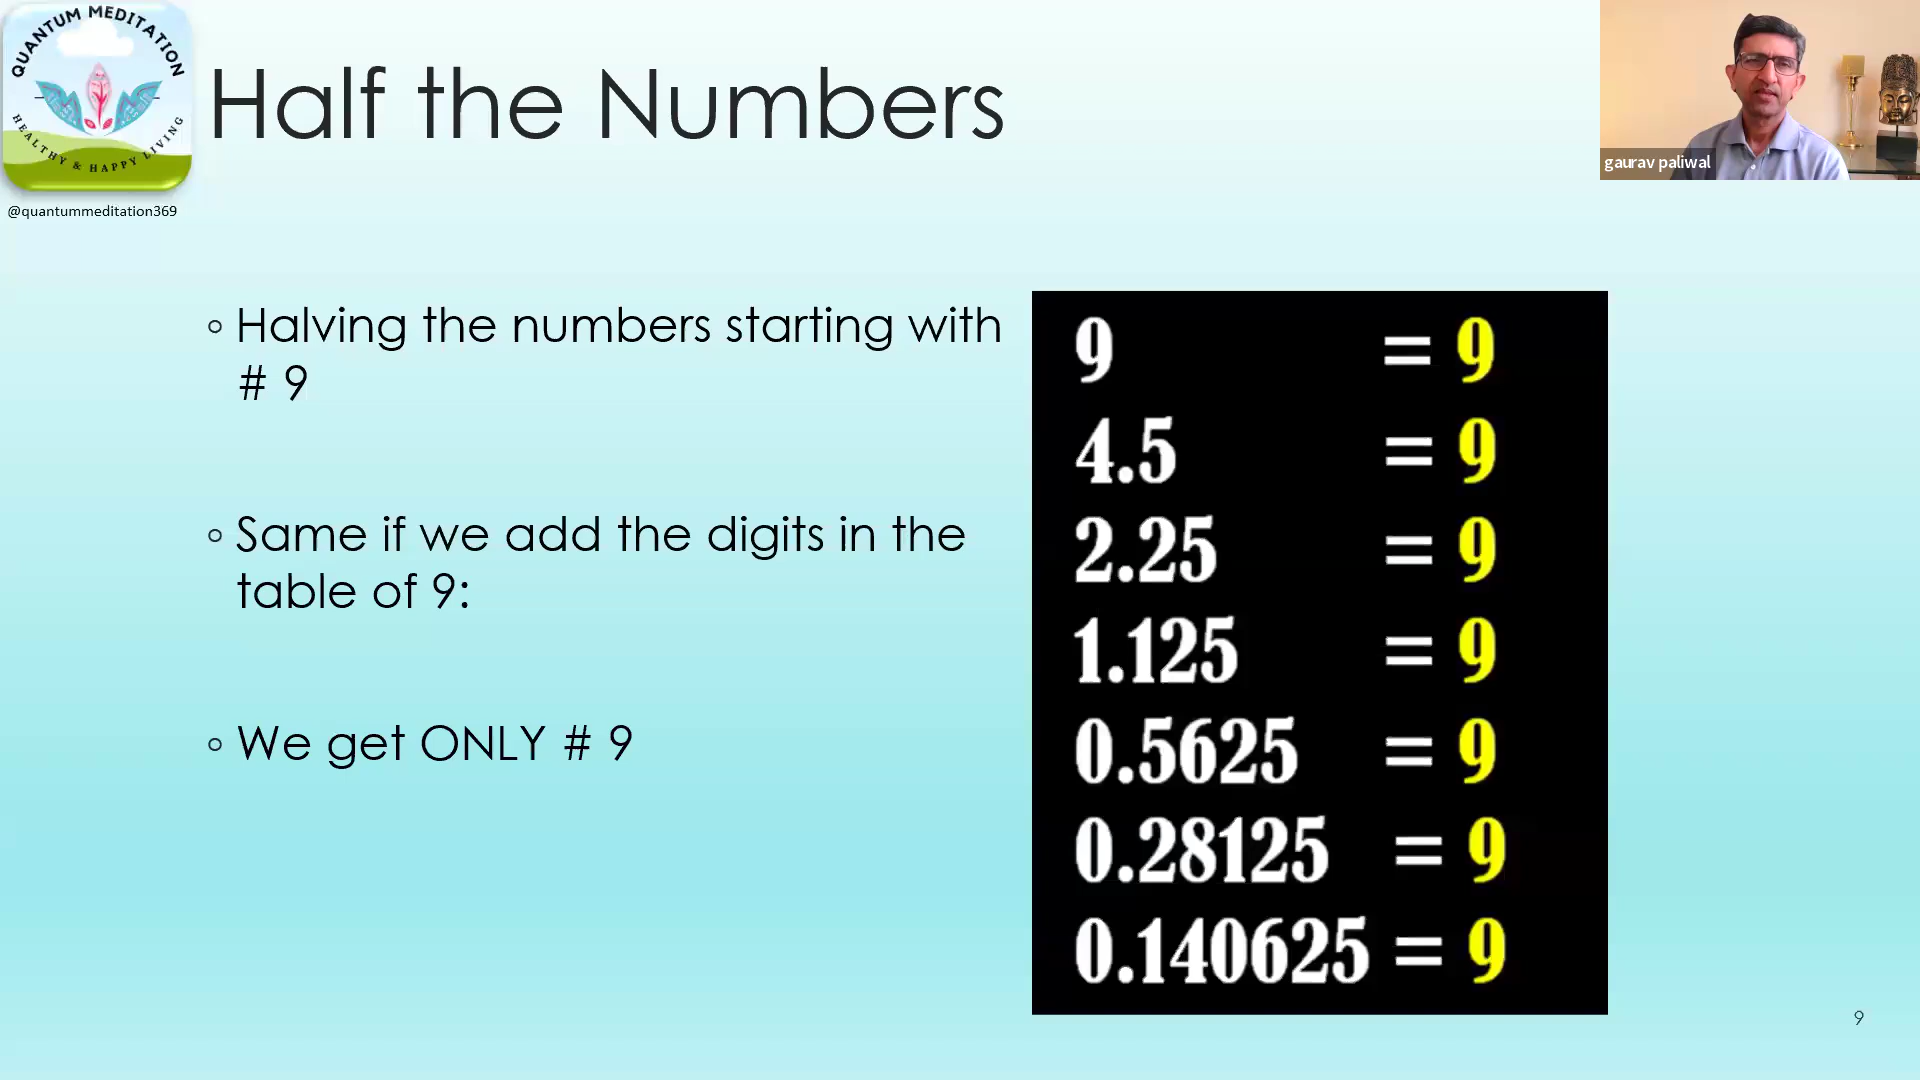 QUANTUM MEDITATION
HEALTHY & HAPPY LIVING
@quantummeditation369
Half the Numbers
gaurav paliwal
◦ Halving the numbers starting with
# 9
◦ Same if we add the digits in the
table of 9:
◦ We get ONLY # 9
9 = 9
4.5 = 9
2.25 = 9
1.125 = 9
0.5625 = 9
0.28125 = 9
0.140625 = 9
9